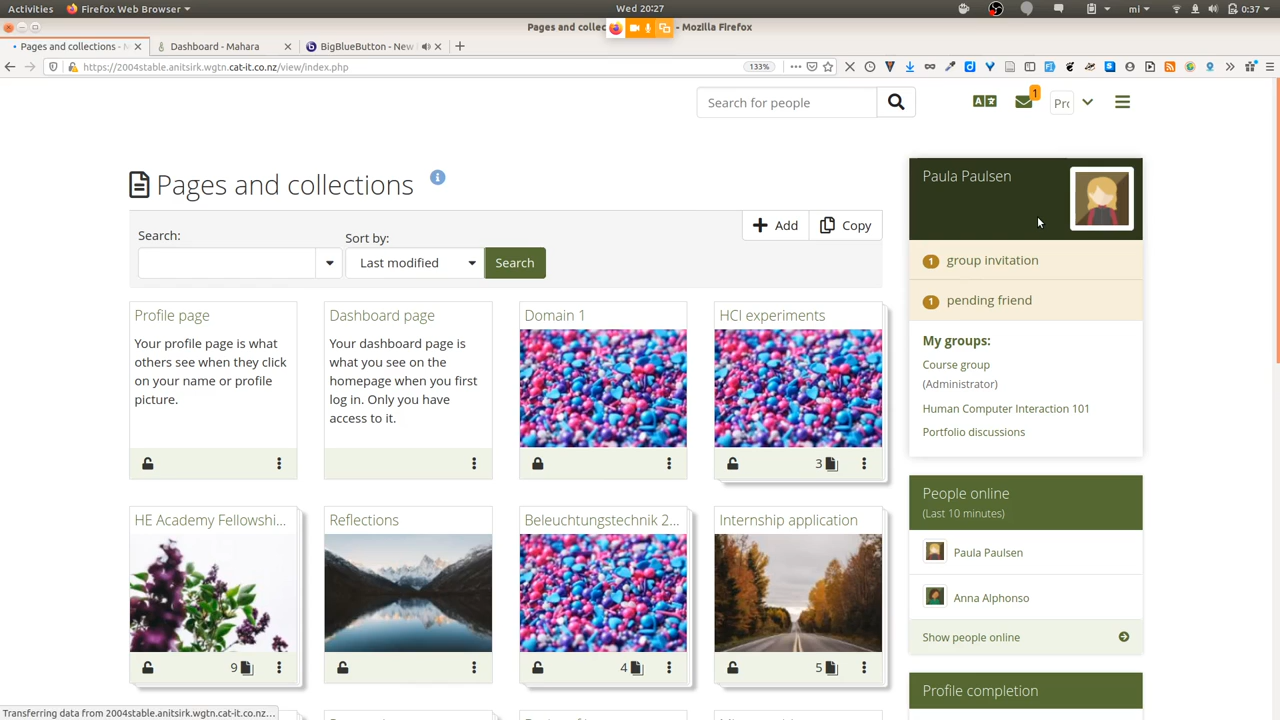 Activities Firefox Web Browser Wed 20:27 mi 0:37
Pages and collec - Mozilla Firefox
Pages and collections - M Dashboard - Mahara BigBlueButton - New
https://2004stable.anitsirk.wgtn.cat-it.co.nz/view/index.php 133%
Search for people
1
Pages and collections
Add
Copy
Search:
Sort by:
Last modified
Search
Profile page
Your profile page is what
others see when they click
on your name or profile
picture.
Dashboard page
Your dashboard page is
what you see on the
homepage when you first
log in. Only you have
access to it.
Domain 1
HCI experiments
3
HE Academy Fellowshi...
9
Reflections
Beleuchtungstechnik 2...
4
Internship application
5
Paula Paulsen
1 group invitation
1 pending friend
My groups:
Course group
(Administrator)
Human Computer Interaction 101
Portfolio discussions
People online
(Last 10 minutes)
Paula Paulsen
Anna Alphonso
Show people online
Profile completion
Transferring data from 2004stable.anitsirk.wgtn.cat-it.co.nz...